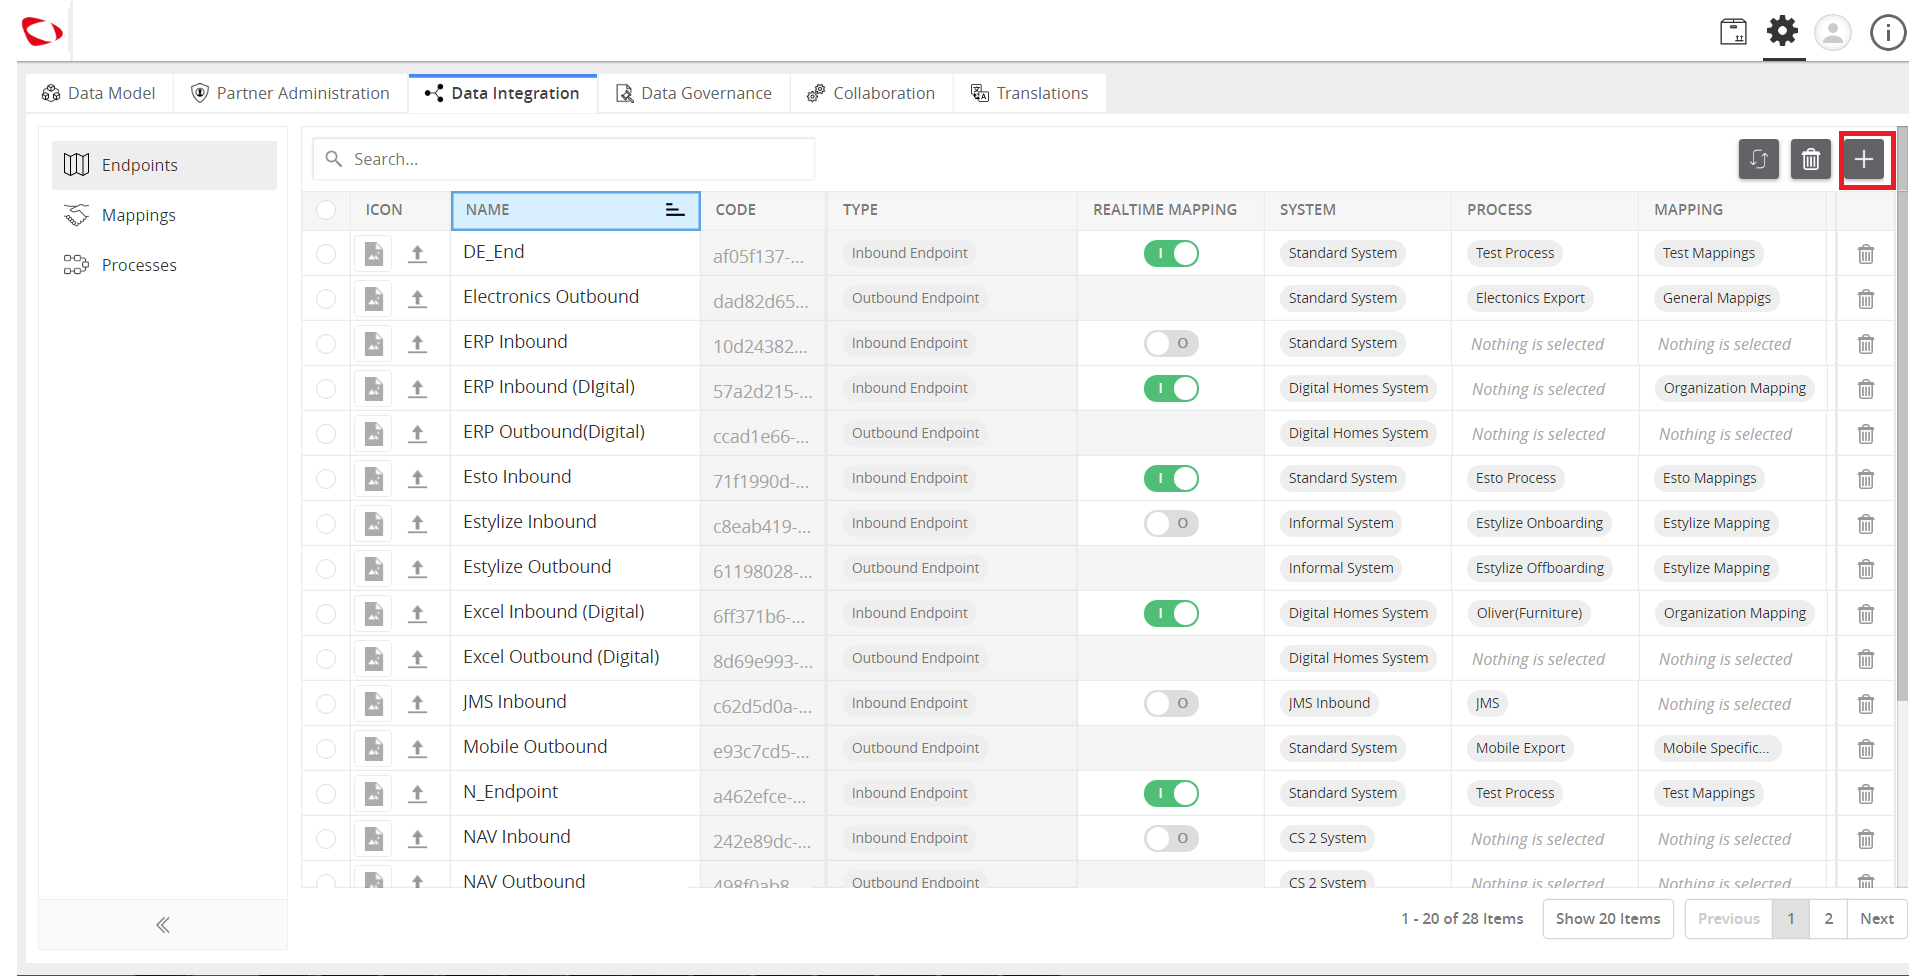 Data Model Partner Administration Data Integration Data Governance Collaboration Translations
Endpoints
Mappings
Processes
Search...
ICON NAME CODE TYPE REALTIME MAPPING SYSTEM PROCESS MAPPING
DE_End af05f137-... Inbound Endpoint I Standard System Test Process Test Mappings
Electronics Outbound dad82d65... Outbound Endpoint Standard System Electonics Export General Mappigs
ERP Inbound 10d24382... Inbound Endpoint O Standard System Nothing is selected Nothing is selected
ERP Inbound (DIgital) 57a2d215-... Inbound Endpoint I Digital Homes System Nothing is selected Organization Mapping
ERP Outbound(Digital) ccad1e66-... Outbound Endpoint Digital Homes System Nothing is selected Nothing is selected
Esto Inbound 71f1990d-... Inbound Endpoint I Standard System Esto Process Esto Mappings
Estylize Inbound c8eab419-... Inbound Endpoint O Informal System Estylize Onboarding Estylize Mapping
Estylize Outbound 61198028-... Outbound Endpoint Informal System Estylize Offboarding Estylize Mapping
Excel Inbound (Digital) 6ff371b6-... Inbound Endpoint I Digital Homes System Oliver(Furniture) Organization Mapping
Excel Outbound (Digital) 8d69e993-... Outbound Endpoint Digital Homes System Nothing is selected Nothing is selected
JMS Inbound c62d5d0a-... Inbound Endpoint O JMS Inbound JMS Nothing is selected
Mobile Outbound e93c7cd5-... Outbound Endpoint Standard System Mobile Export Mobile Specific...
N_Endpoint a462efce-... Inbound Endpoint I Standard System Test Process Test Mappings
NAV Inbound 242e89dc-... Inbound Endpoint O CS 2 System Nothing is selected Nothing is selected
NAV Outbound 498f0ab8 Outbound Endpoint CS 2 System Nothing is selected Nothing is selected
1 - 20 of 28 Items Show 20 Items Previous 1 2 Next